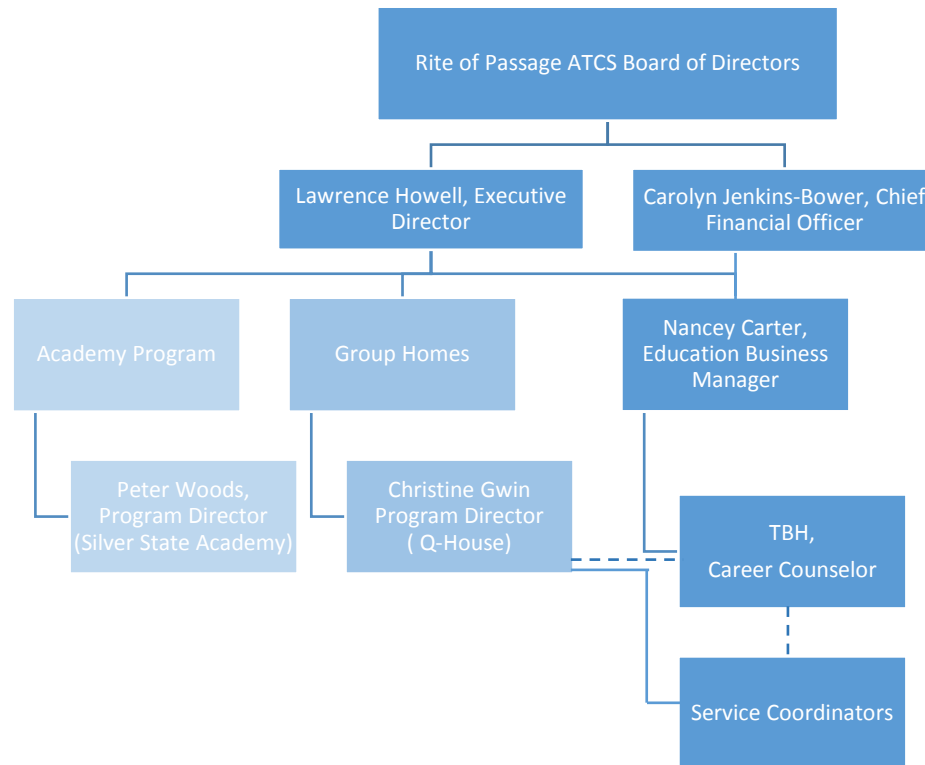 Rite of Passage ATCS Board of Directors
Lawrence Howell, Executive
Director
Carolyn Jenkins-Bower, Chief
Financial Officer
Academy Program
Group Homes
Nancey Carter,
Education Business
Manager
Peter Woods,
Program Director
(Silver State Academy)
Christine Gwin
Program Director
( Q-House)
TBH,
Career Counselor
Service Coordinators